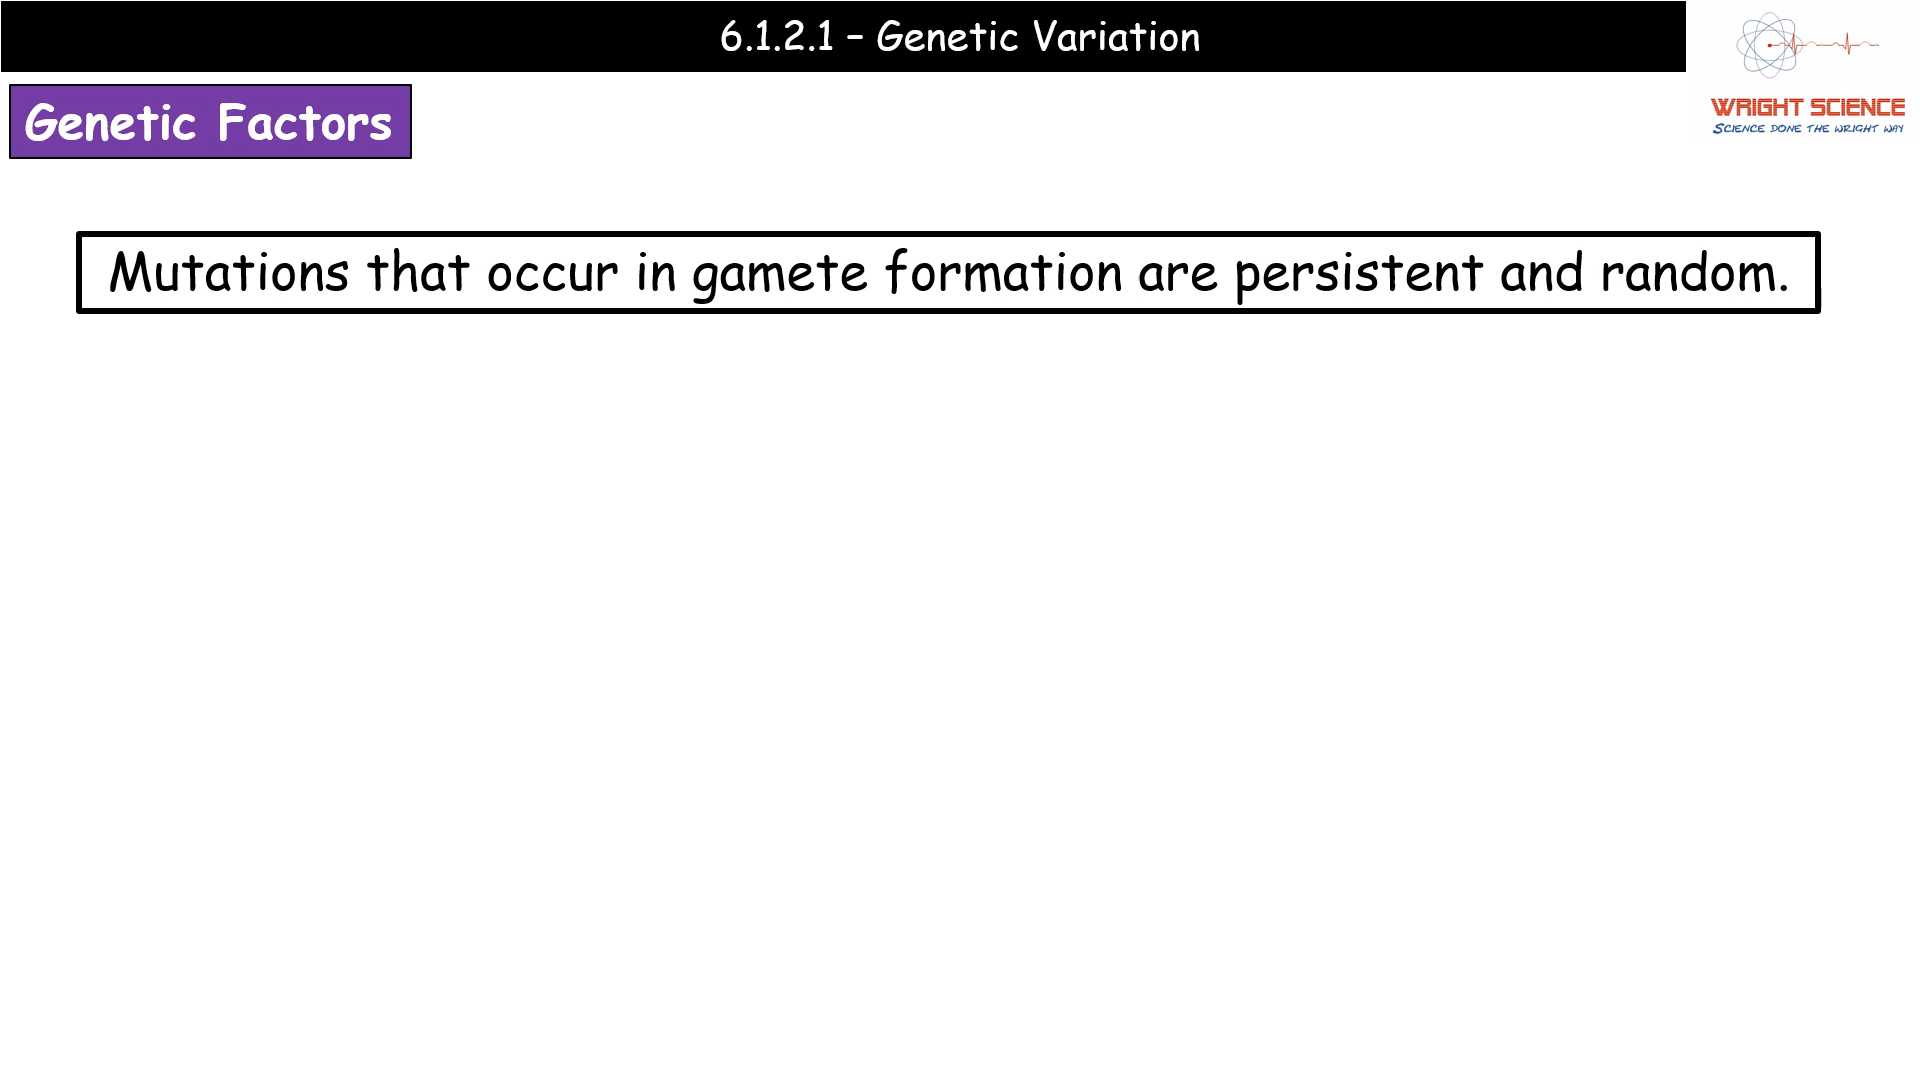 6.1.2.1 – Genetic Variation
WRIGHT SCIENCE
SCIENCE DONE THE WRIGHT WAY
Genetic Factors
Mutations that occur in gamete formation are persistent and random.